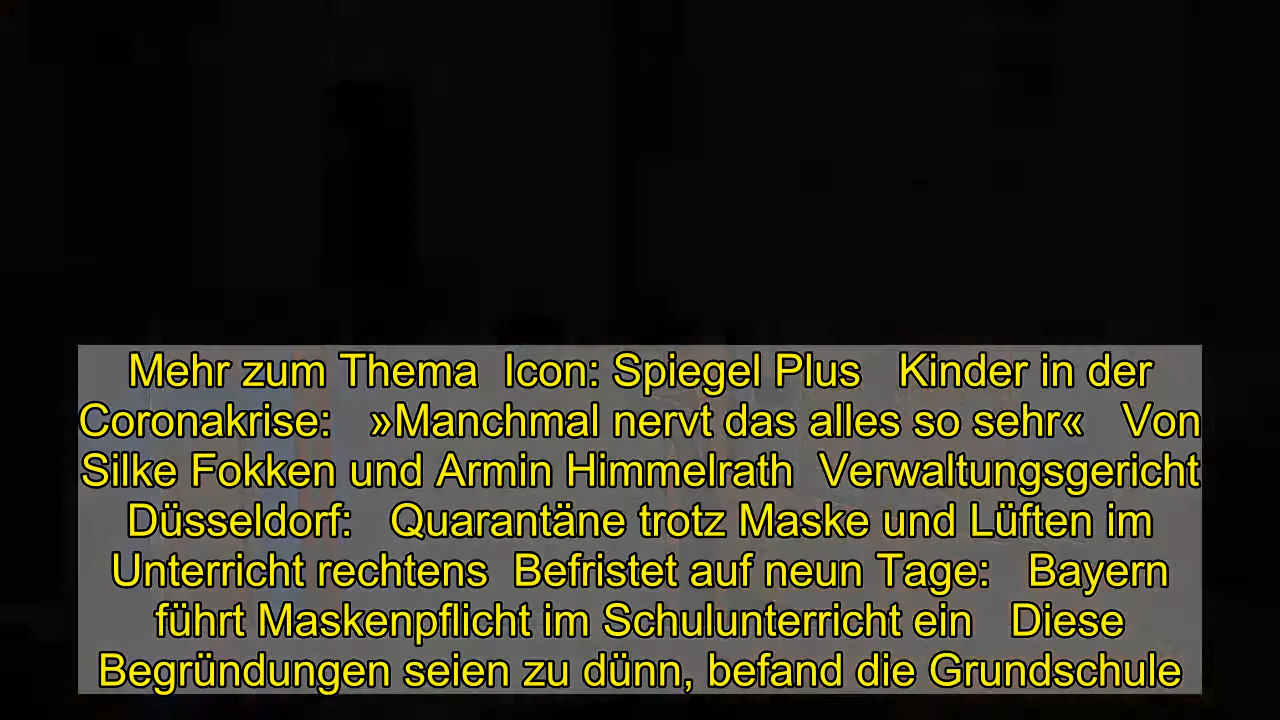 Mehr zum Thema Icon: Spiegel Plus Kinder in der
Coronakrise: »Manchmal nervt das alles so sehr« Von
Silke Fokken und Armin Himmelrath Verwaltungsgericht
Düsseldorf: Quarantäne trotz Maske und Lüften im
Unterricht rechtens Befristet auf neun Tage: Bayern
führt Maskenpflicht im Schulunterricht ein Diese
Begründungen seien zu dünn, befand die Grundschule